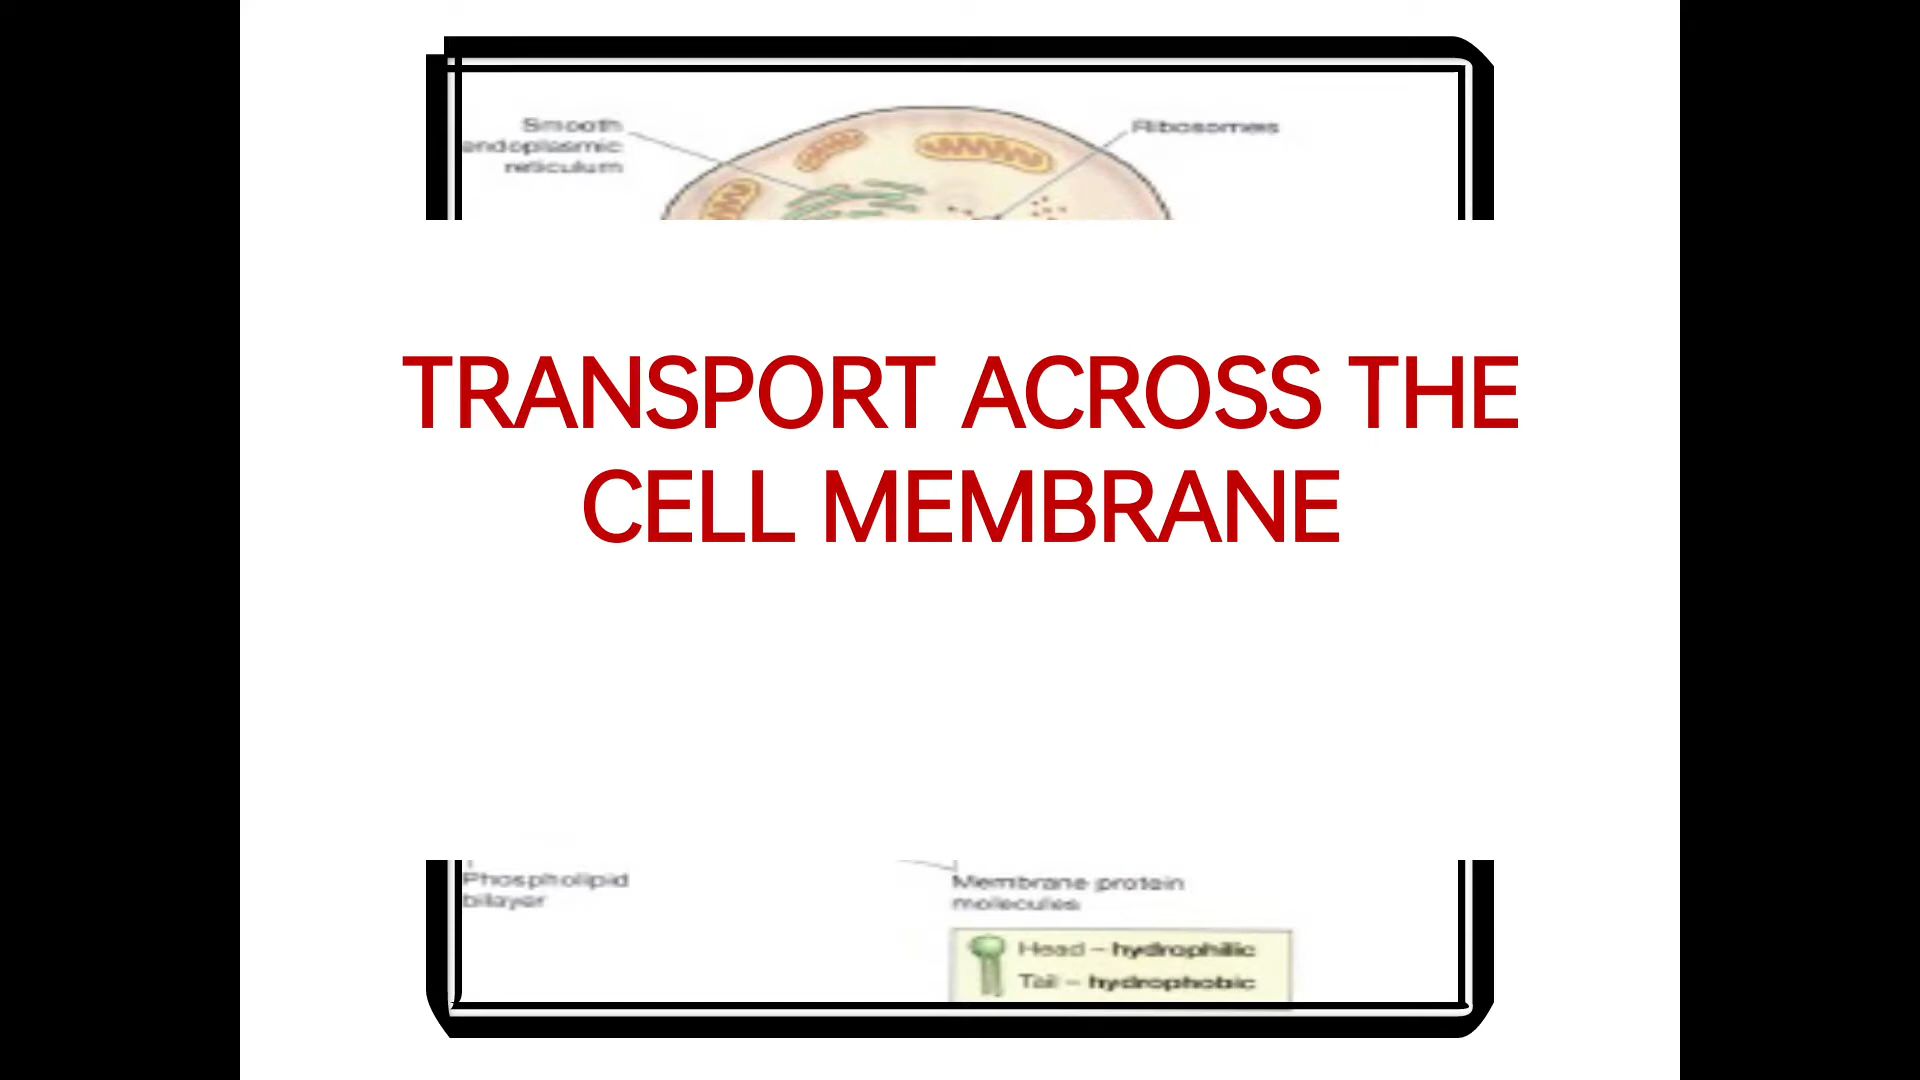 Smooth
endoplasmic
reticulum
Ribosomes
TRANSPORT ACROSS THE
CELL MEMBRANE
Phospholipid
bilayer
Membrane protein
molecules
Head – hydrophilic
Tail – hydrophobic